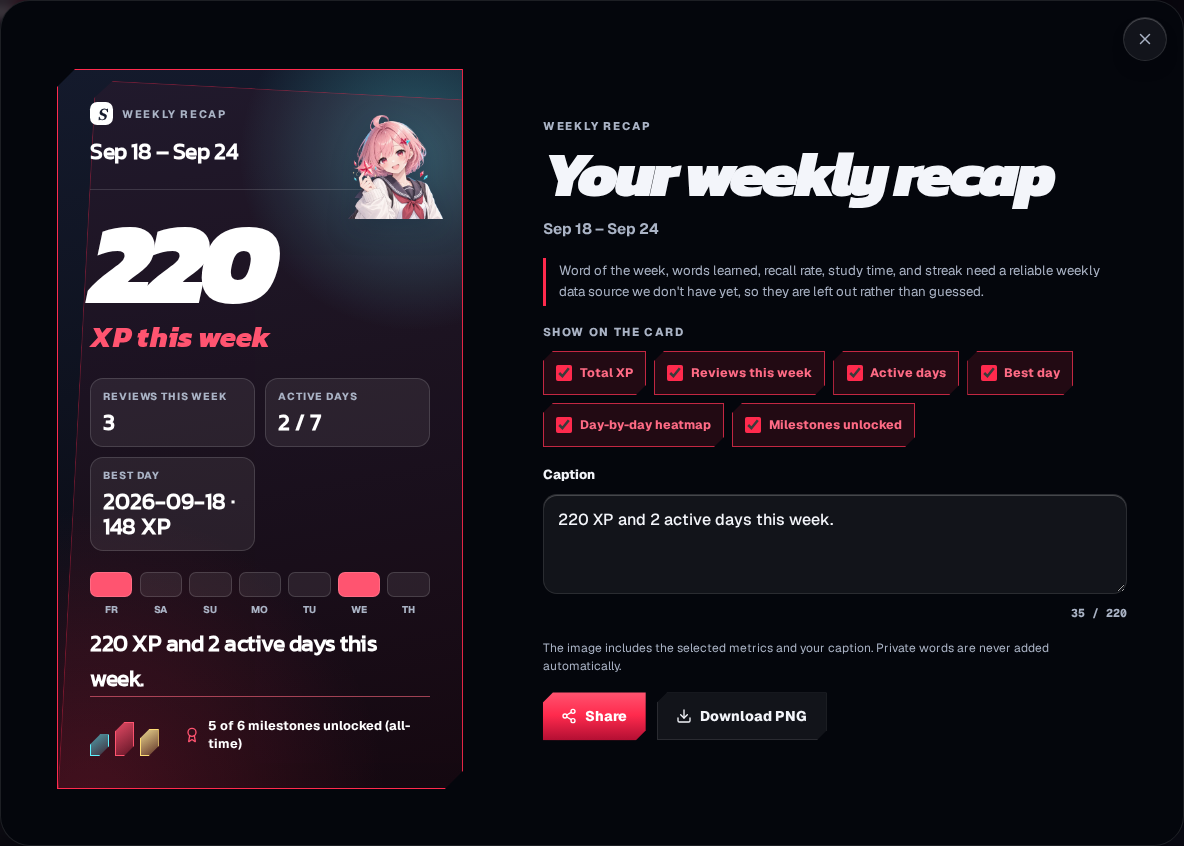 S WEEKLY RECAP
Sep 18 – Sep 24
220
XP this week
REVIEWS THIS WEEK
3
ACTIVE DAYS
2 / 7
BEST DAY
2026-09-18 ·
148 XP
FR SA SU MO TU WE TH
220 XP and 2 active days this
week.
5 of 6 milestones unlocked (all-
time)
WEEKLY RECAP
Your weekly recap
Sep 18 – Sep 24
Word of the week, words learned, recall rate, study time, and streak need a reliable weekly
data source we don't have yet, so they are left out rather than guessed.
SHOW ON THE CARD
Total XP
Reviews this week
Active days
Best day
Day-by-day heatmap
Milestones unlocked
Caption
220 XP and 2 active days this week.
35 / 220
The image includes the selected metrics and your caption. Private words are never added
automatically.
Share
Download PNG